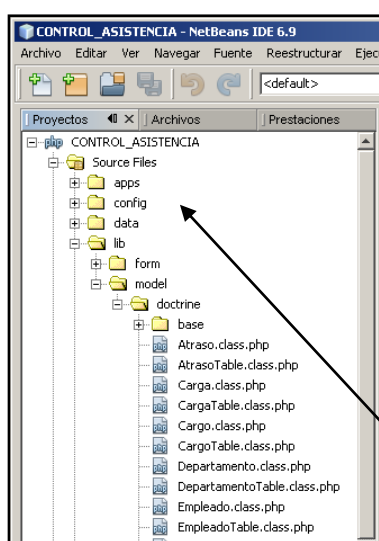 CONTROL_ASISTENCIA - NetBeans IDE 6.9
Archivo Editar Ver Navegar Fuente Reestructurar Ejec
<default>
Proyectos Archivos Prestaciones
php CONTROL_ASISTENCIA
Source Files
apps
config
data
lib
form
model
doctrine
base
Atraso.class.php
AtrasoTable.class.php
Carga.class.php
CargaTable.class.php
Cargo.class.php
CargoTable.class.php
Departamento.class.php
DepartamentoTable.class.php
Empleado.class.php
EmpleadoTable.class.php